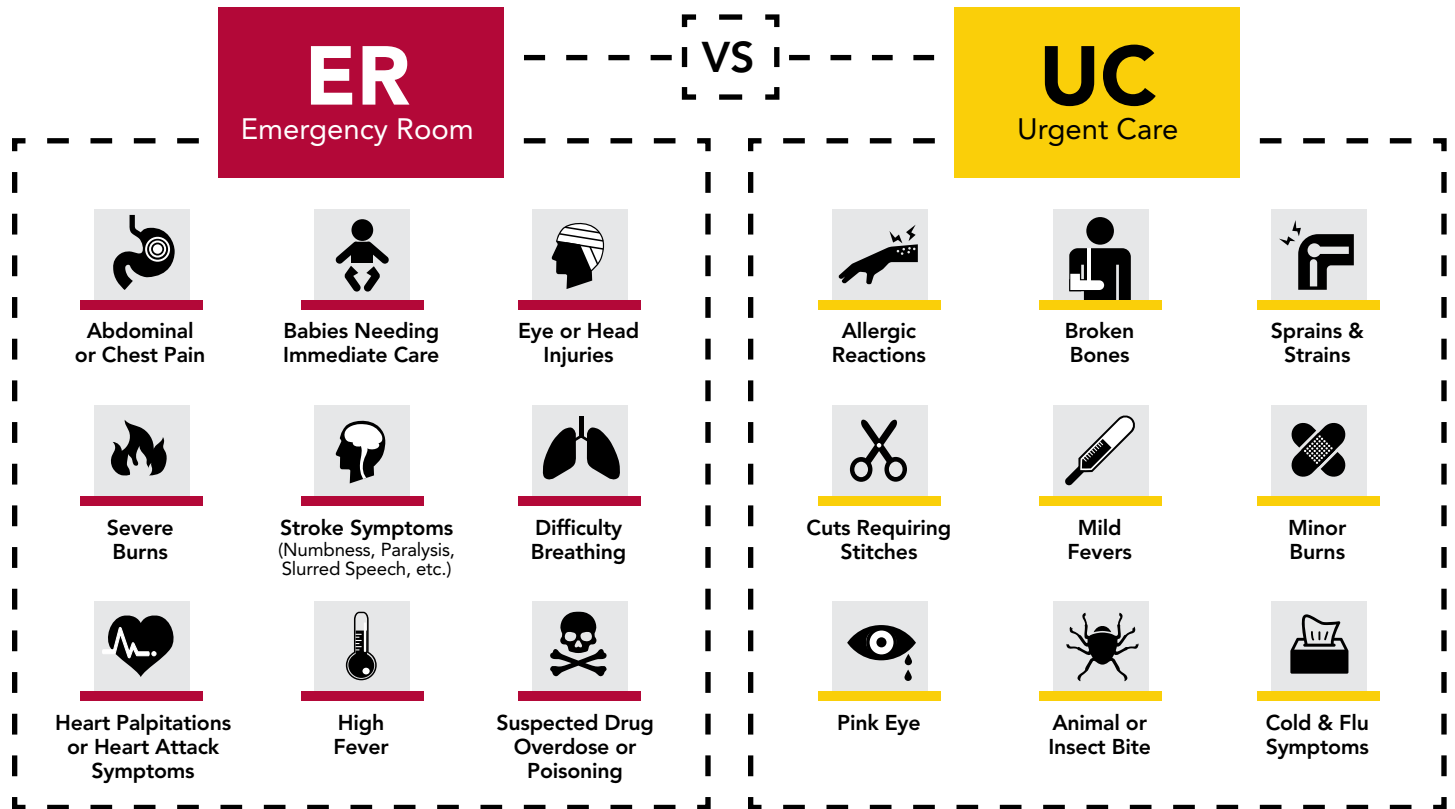 ER
Emergency Room
VS
UC
Urgent Care
Abdominal
or Chest Pain
Babies Needing
Immediate Care
Eye or Head
Injuries
Severe
Burns
Stroke Symptoms
(Numbness, Paralysis,
Slurred Speech, etc.)
Difficulty
Breathing
Heart Palpitations
or Heart Attack
Symptoms
High
Fever
Suspected Drug
Overdose or
Poisoning
Allergic
Reactions
Broken
Bones
Sprains &
Strains
Cuts Requiring
Stitches
Mild
Fevers
Minor
Burns
Pink Eye
Animal or
Insect Bite
Cold & Flu
Symptoms